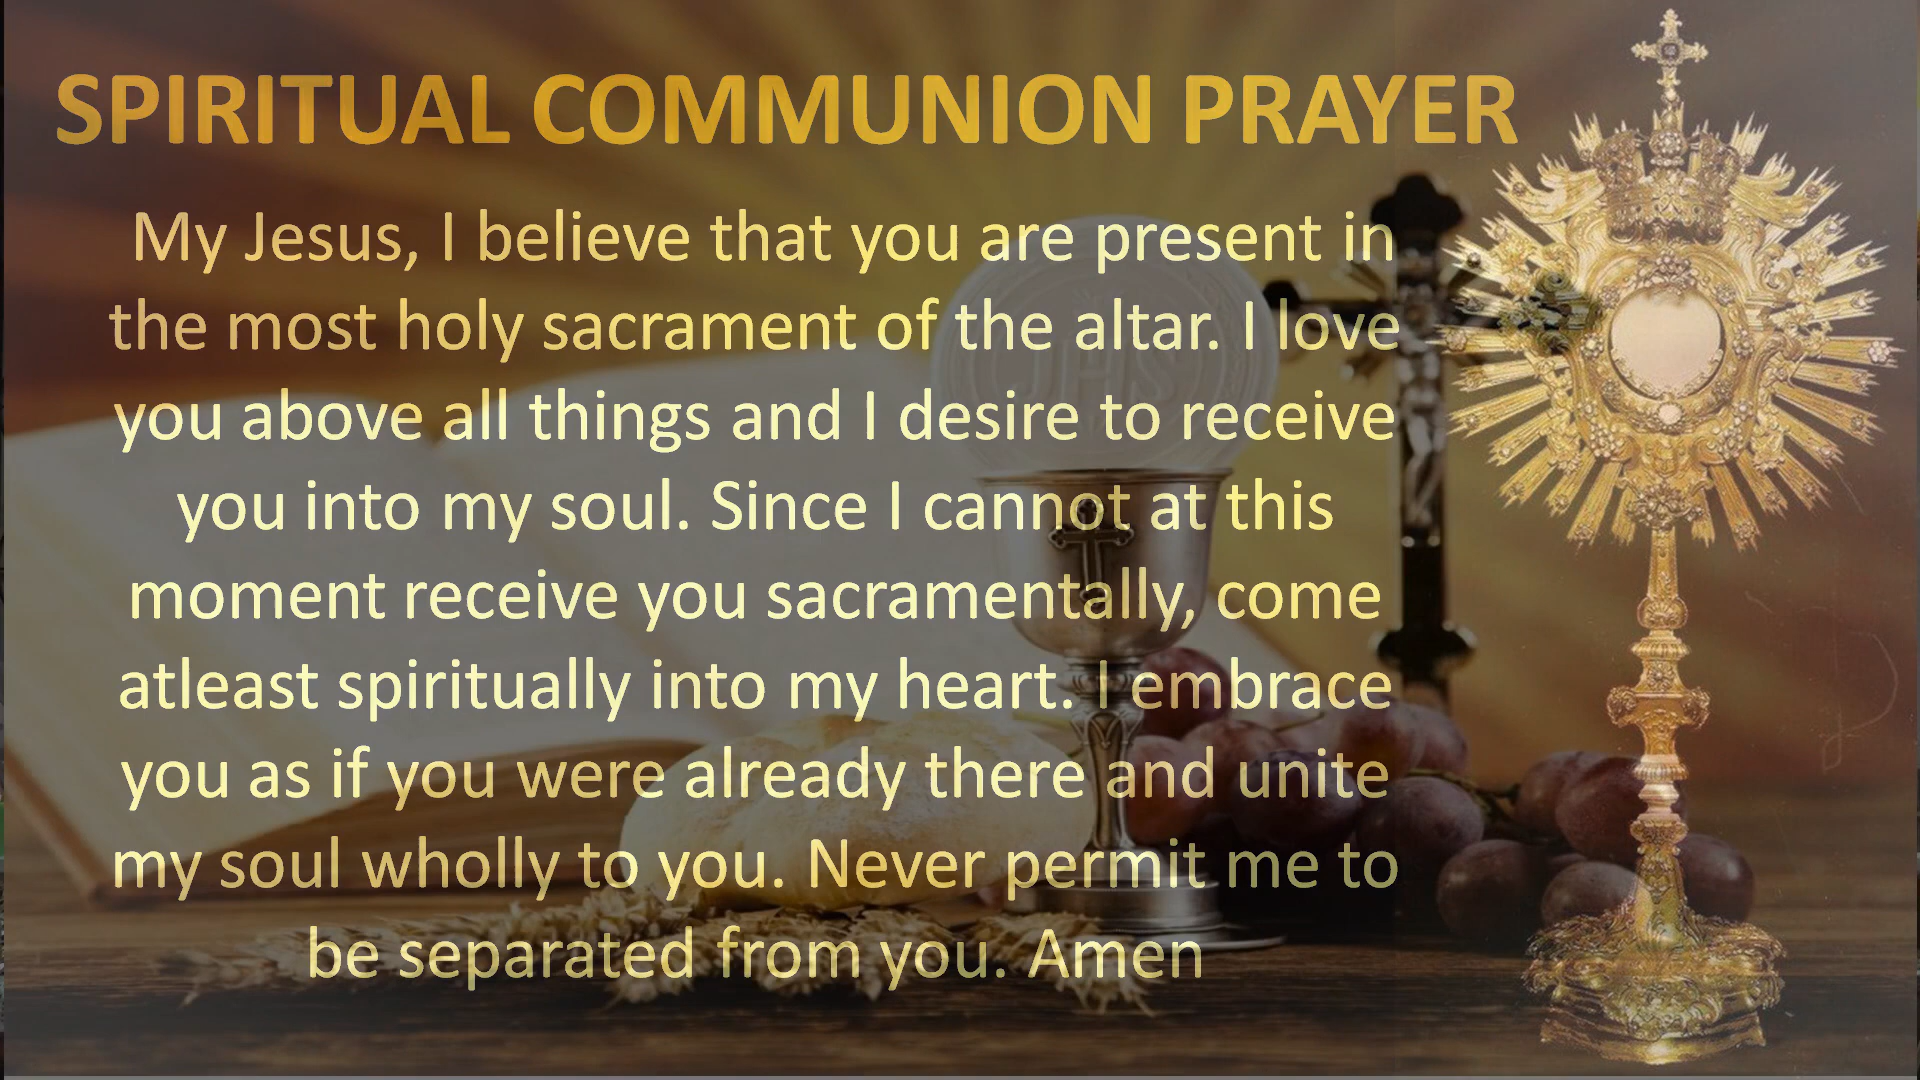 SPIRITUAL COMMUNION PRAYER
My Jesus, I believe that you are present in
the most holy sacrament of the altar. I love
you above all things and I desire to receive
you into my soul. Since I cannot at this
moment receive you sacramentally, come
atleast spiritually into my heart. I embrace
you as if you were already there and unite
my soul wholly to you. Never permit me to
be separated from you. Amen
JHS